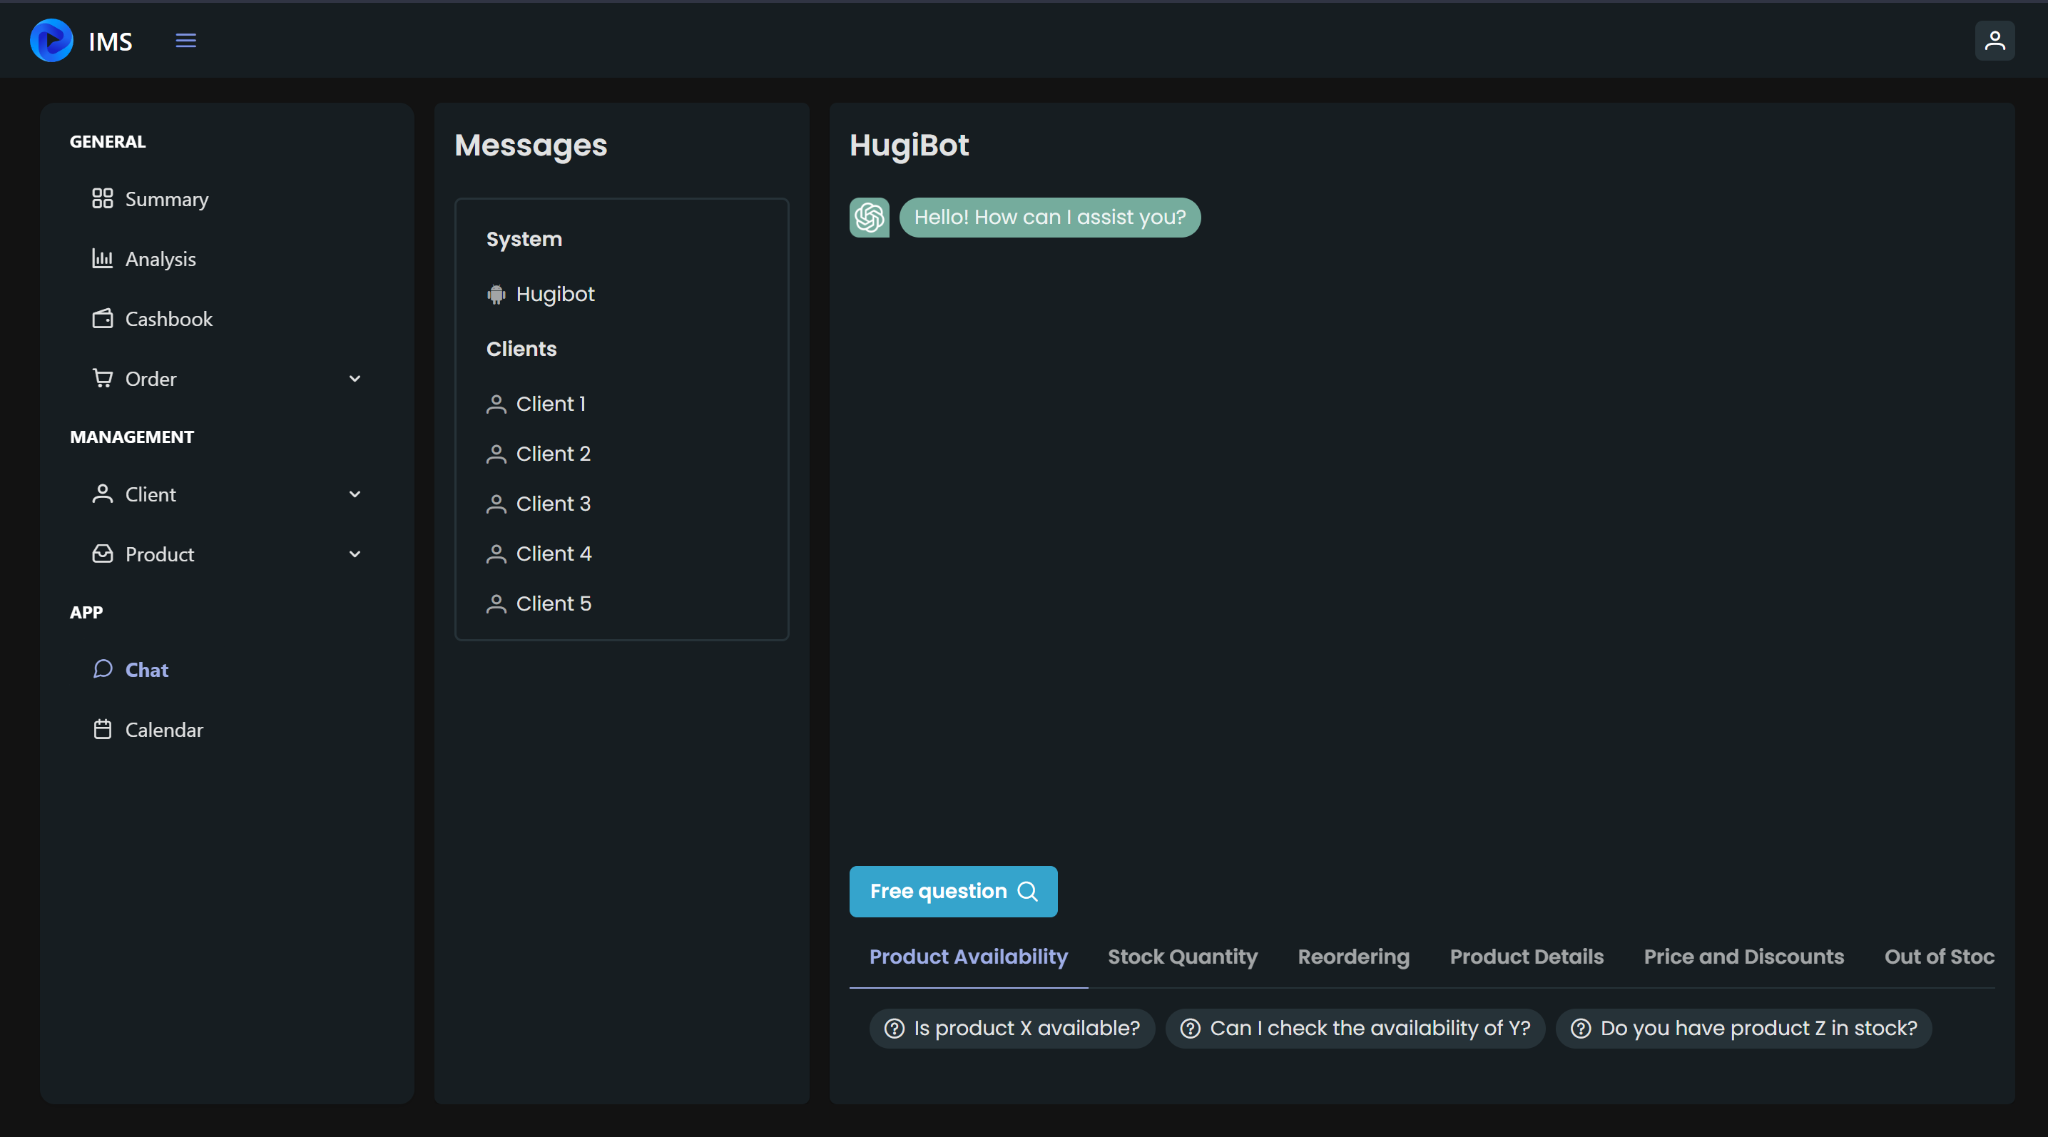 IMS
GENERAL
Summary
Analysis
Cashbook
Order
MANAGEMENT
Client
Product
APP
Chat
Calendar
Messages
System
Hugibot
Clients
Client 1
Client 2
Client 3
Client 4
Client 5
HugiBot
Hello! How can I assist you?
Free question
Product Availability Stock Quantity Reordering Product Details Price and Discounts Out of Stoc
Is product X available? Can I check the availability of Y? Do you have product Z in stock?